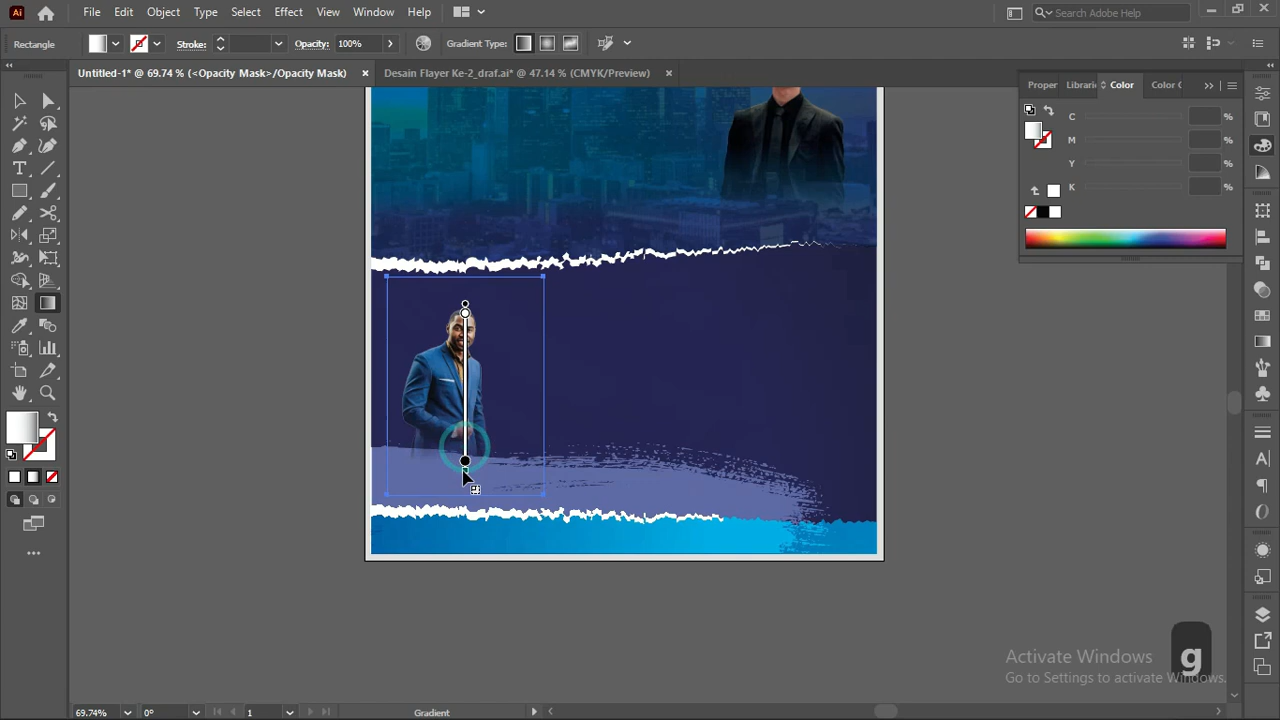 Ai File Edit Object Type Select Effect View Window Help Search Adobe Help
Rectangle Stroke: Opacity: 100% Gradient Type:
Untitled-1* @ 69.74 % (<Opacity Mask>/Opacity Mask) × Desain Flayer Ke-2_draf.ai* @ 47.14 % (CMYK/Preview) ×
Proper Librari Color Color
C %
M %
Y %
K %
g
Activate Windows
Go to Settings to activate Windows.
69.74% 0° 1 Gradient